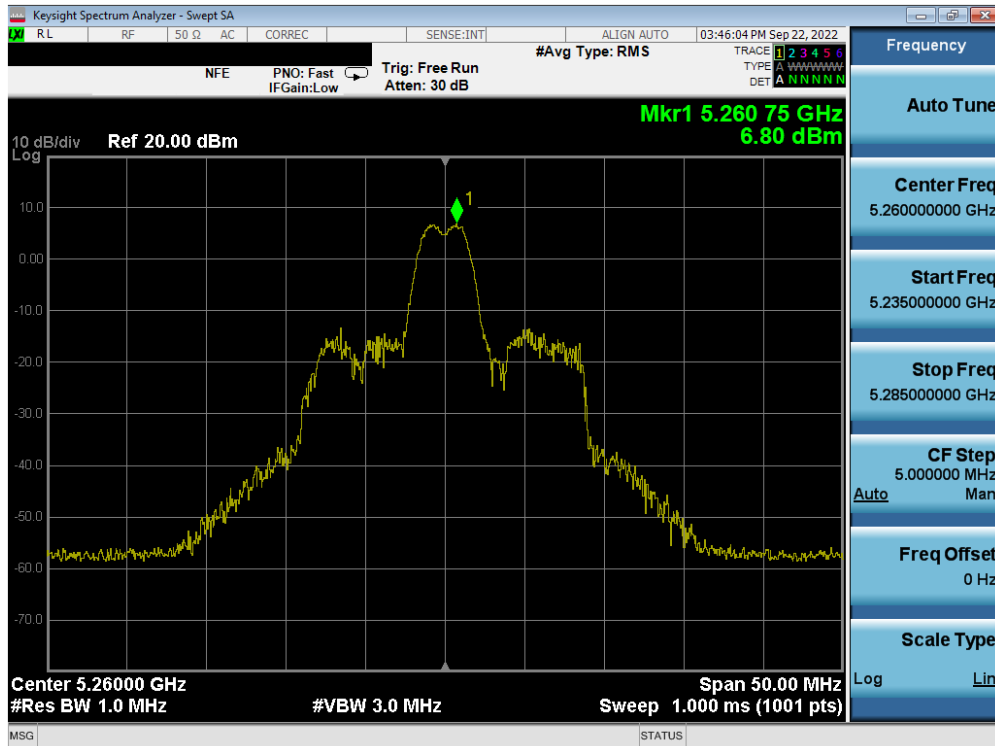 Keysight Spectrum Analyzer - Swept SA
LXI RL RF 50 Ω AC CORREC SENSE:INT ALIGN AUTO 03:46:04 PM Sep 22, 2022
NFE PNO: Fast Trig: Free Run #Avg Type: RMS TRACE 1 2 3 4 5 6
IFGain:Low Atten: 30 dB TYPE A WWWWW
DET A N N N N N
Mkr1 5.260 75 GHz
6.80 dBm
10 dB/div Ref 20.00 dBm
Log
1
10.0
0.00
-10.0
-20.0
-30.0
-40.0
-50.0
-60.0
-70.0
Center 5.26000 GHz Span 50.00 MHz
#Res BW 1.0 MHz #VBW 3.0 MHz Sweep 1.000 ms (1001 pts)
MSG STATUS
Frequency
Auto Tune
Center Freq
5.260000000 GHz
Start Freq
5.235000000 GHz
Stop Freq
5.285000000 GHz
CF Step
5.000000 MHz
Auto Man
Freq Offset
0 Hz
Scale Type
Log Lin